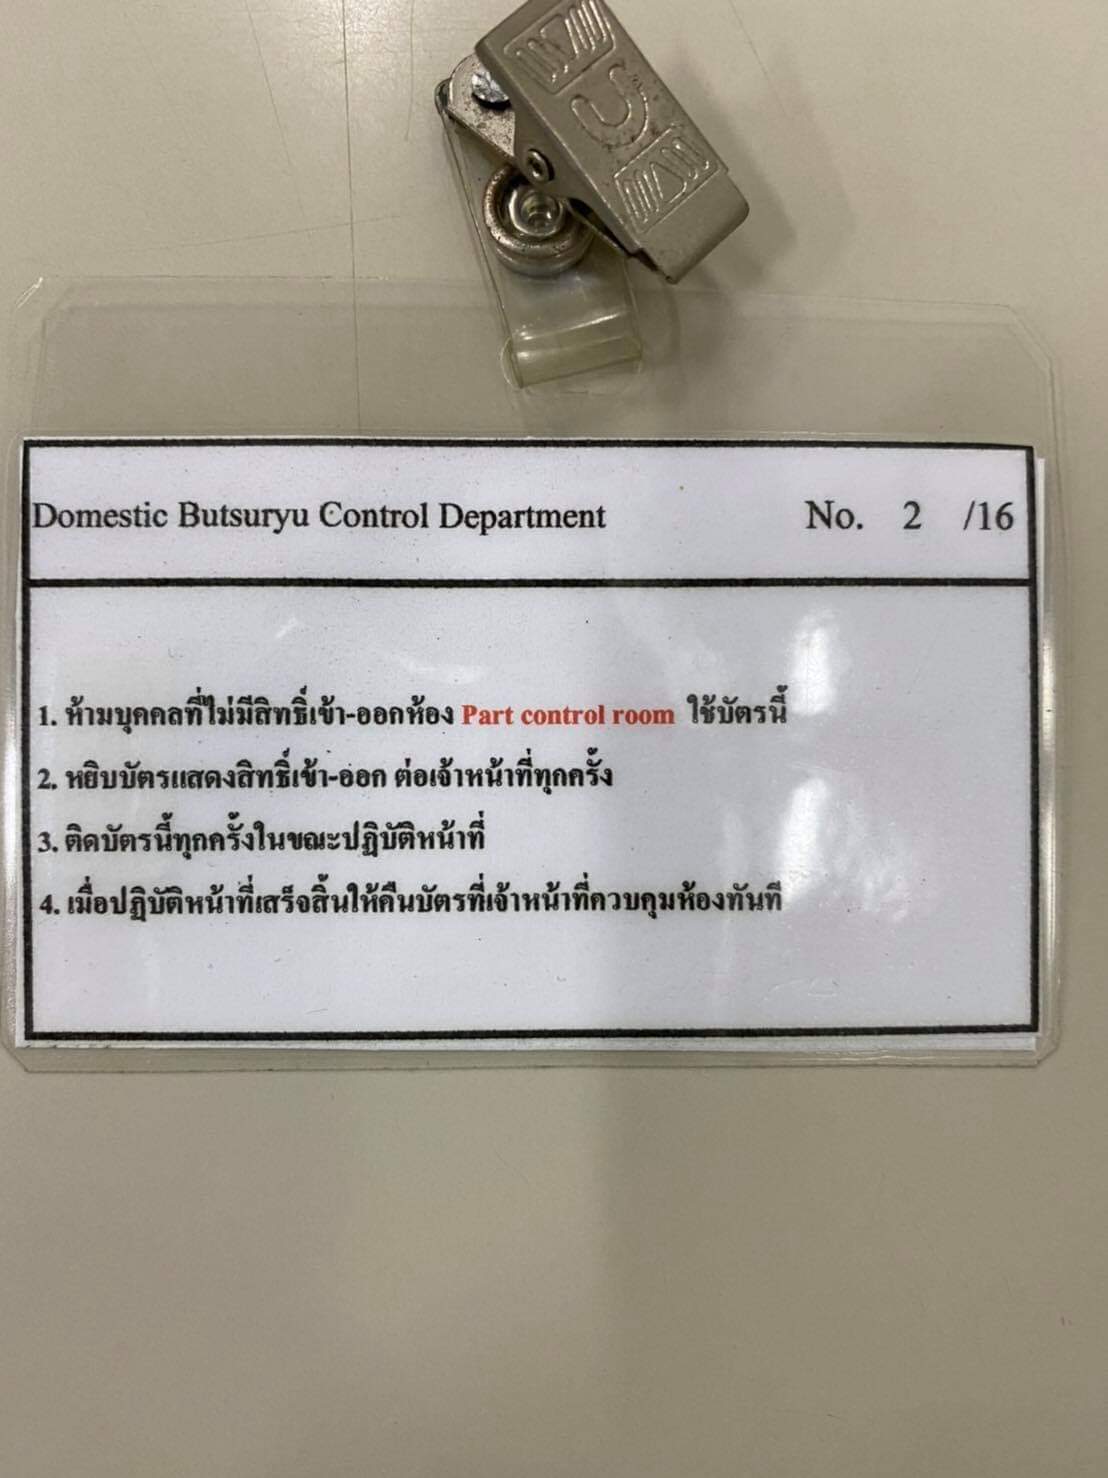 Domestic Butsuryu Control Department No. 2 /16
1. ห้ามบุคคลที่ไม่มีสิทธิ์เข้า-ออกห้อง Part control room ใช้บัตรนี้
2. หยิบบัตรแสดงสิทธิ์เข้า-ออก ต่อเจ้าหน้าที่ทุกครั้ง
3. ติดบัตรนี้ทุกครั้งในขณะปฏิบัติหน้าที่
4. เมื่อปฏิบัติหน้าที่เสร็จสิ้นให้คืนบัตรที่เจ้าหน้าที่ควบคุมห้องทันที